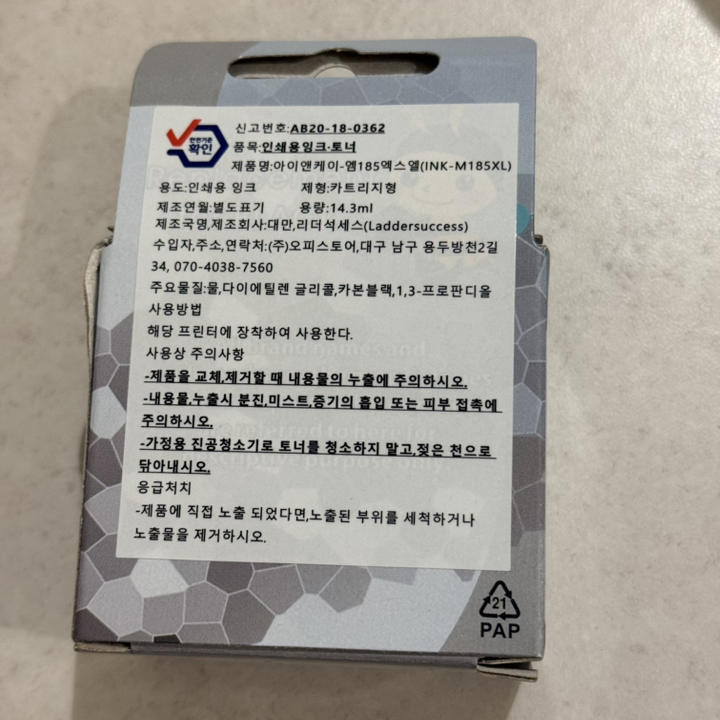 안전기준
확인
신고번호:AB20-18-0362
품목:인쇄용잉크·토너
제품명:아이앤케이-엠185엑스엘(INK-M185XL)
용도:인쇄용 잉크 제형:카트리지형
제조연월:별도표기 용량:14.3ml
제조국명,제조회사:대만,리더석세스(Laddersuccess)
수입자,주소,연락처:(주)오피스토어,대구 남구 용두방천2길
34, 070-4038-7560
주요물질:물,다이에틸렌 글리콜,카본블랙,1,3-프로판디올
사용방법
해당 프린터에 장착하여 사용한다.
사용상 주의사항
-제품을 교체,제거할 때 내용물의 누출에 주의하시오.
-내용물,누출시 분진,미스트,증기의 흡입 또는 피부 접촉에
주의하시오.
-가정용 진공청소기로 토너를 청소하지 말고,젖은 천으로
닦아내시오.
응급처치
-제품에 직접 노출 되었다면,노출된 부위를 세척하거나
노출물을 제거하시오.
21
PAP